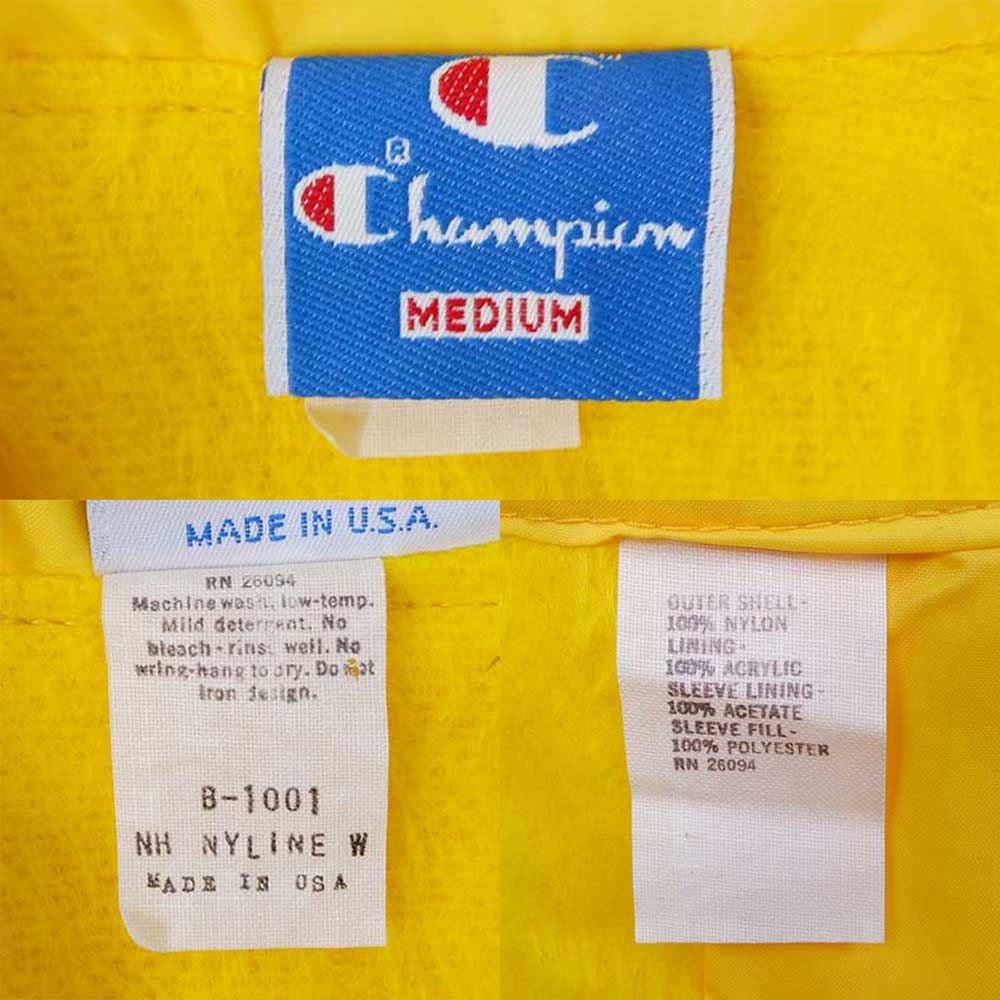 ®
Champion
MEDIUM
MADE IN U.S.A.
RN 26094
Machine wash, low-temp.
Mild detergent. No
bleach-rinse well. No
wring-hang to dry. Do not
iron design.
B-1001
NH NYLINE W
MADE IN USA
OUTER SHELL-
100% NYLON
LINING-
100% ACRYLIC
SLEEVE LINING-
100% ACETATE
SLEEVE FILL-
100% POLYESTER
RN 26094